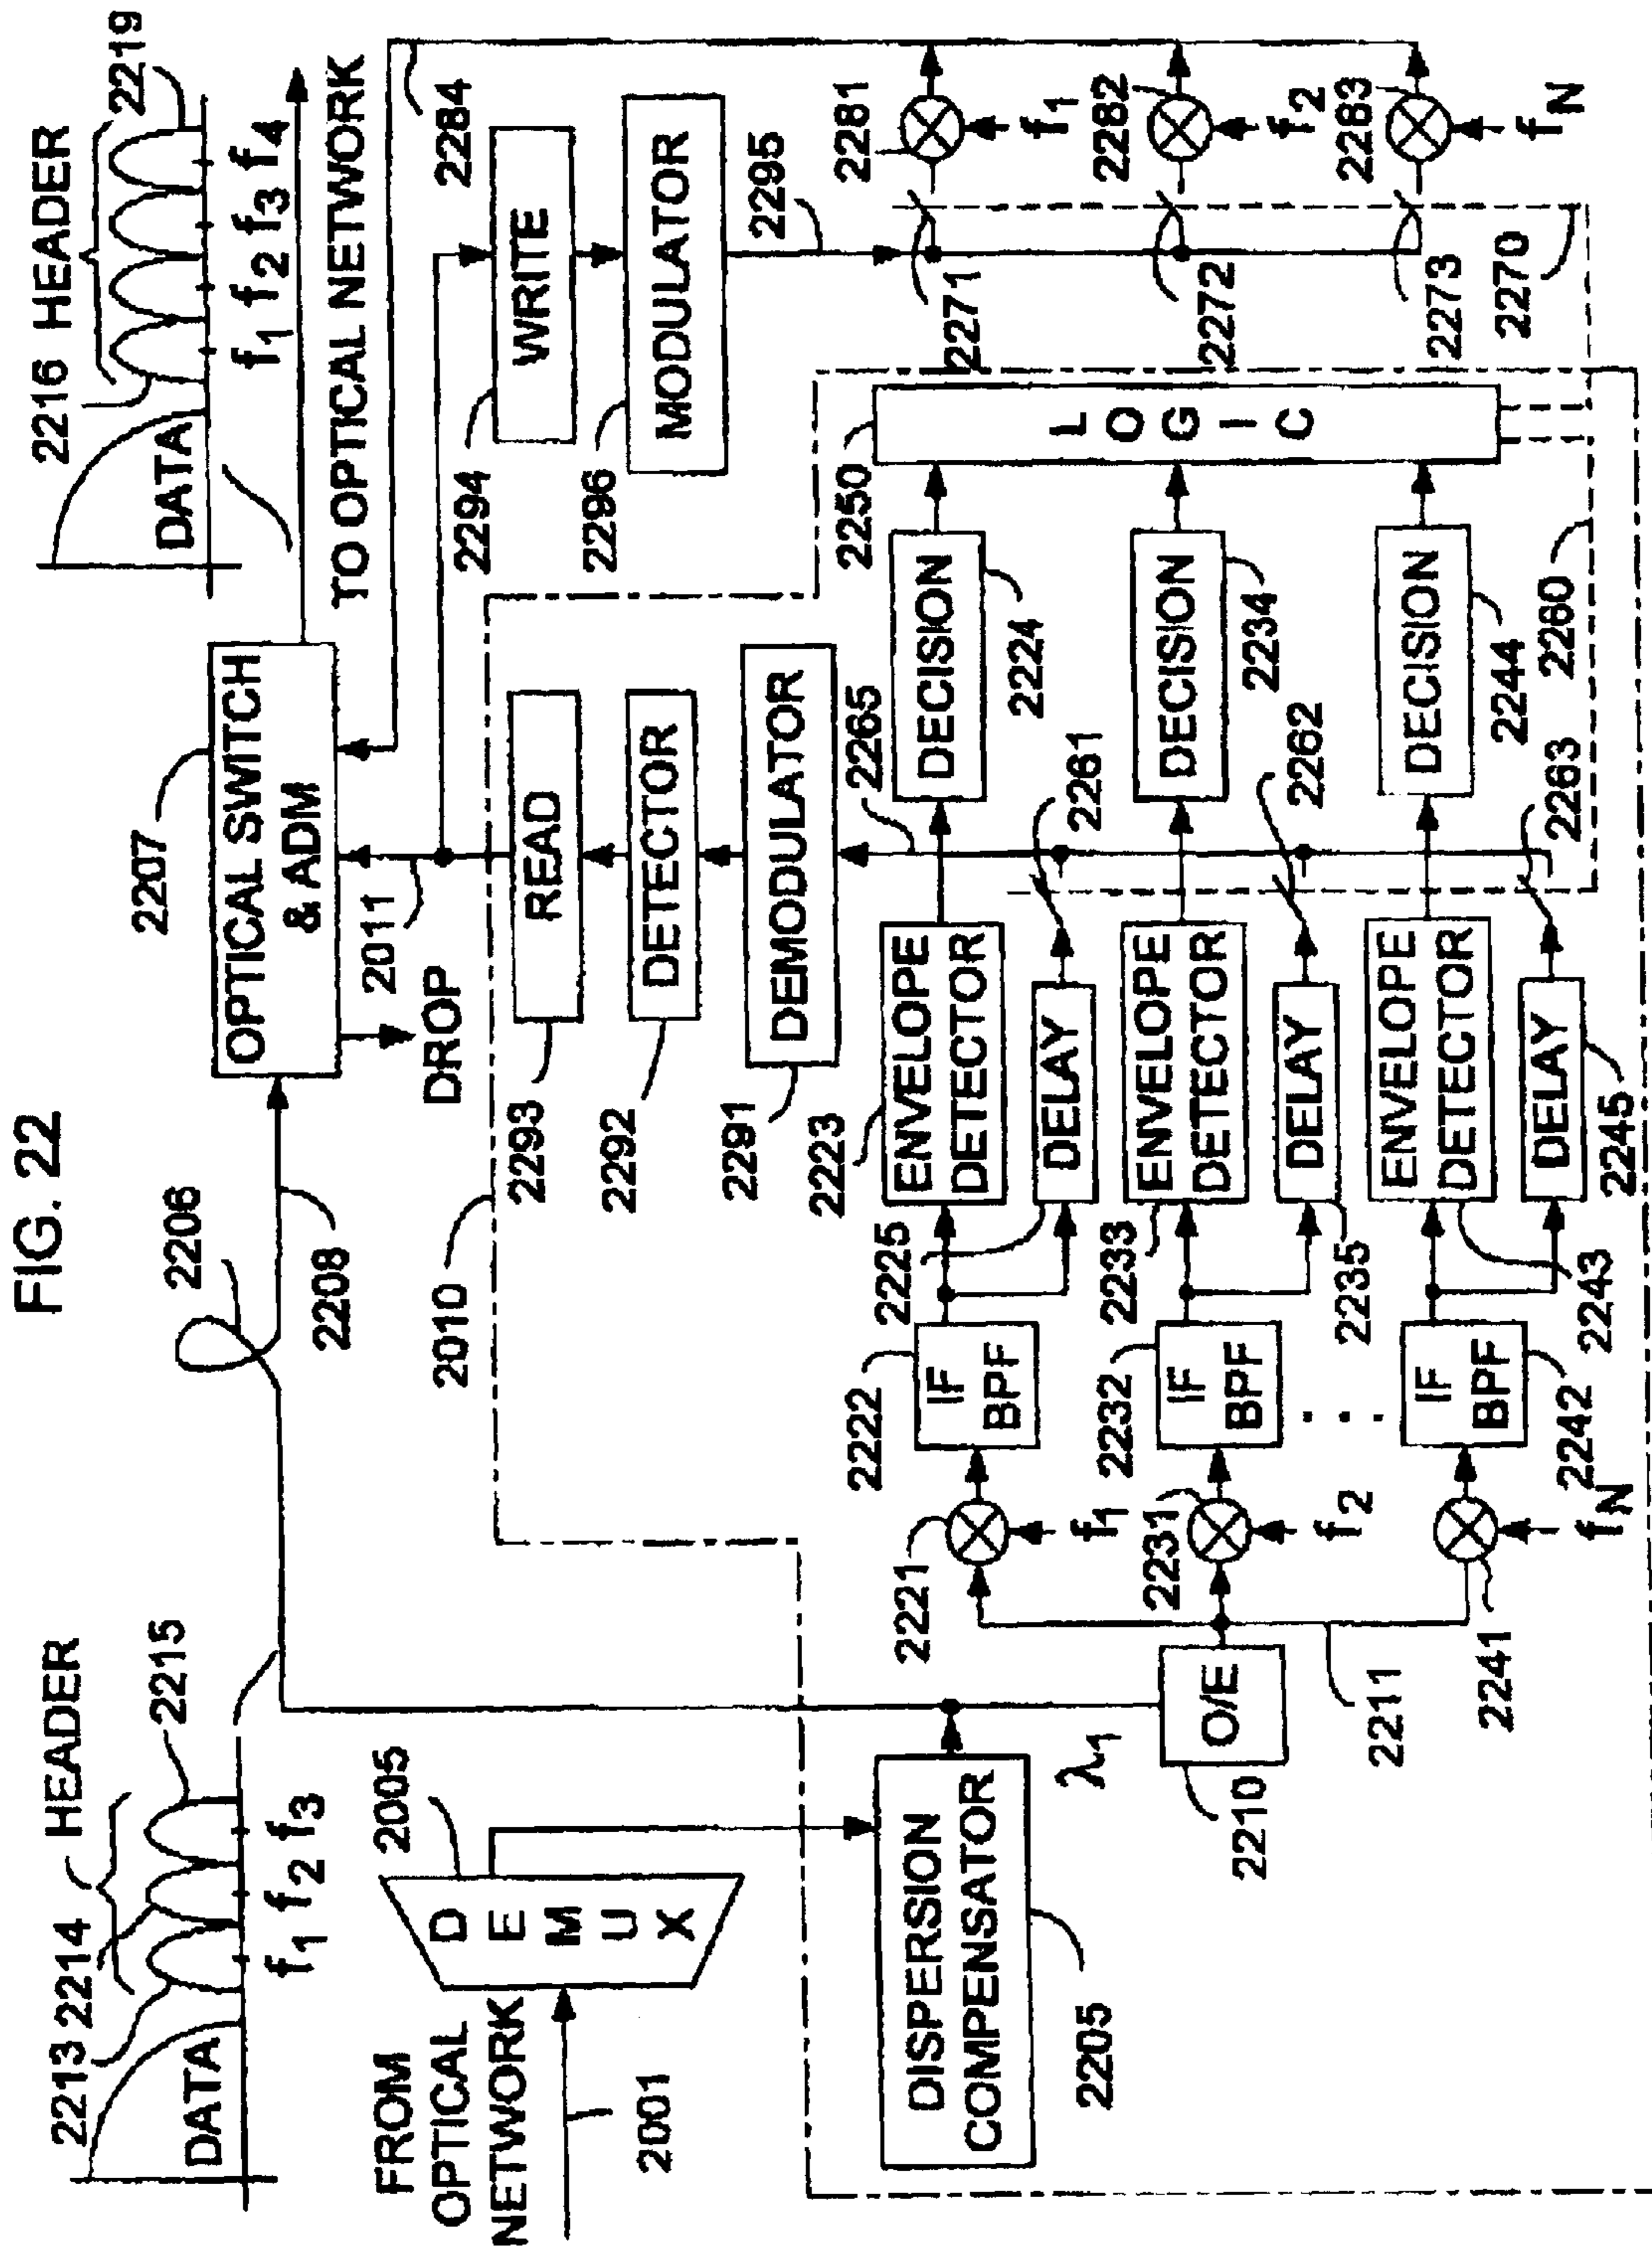 FIG. 22
2213
2214
HEADER
2215
DATA
f1 f2 f3
FROM
OPTICAL
NETWORK
2001
DEMUX
2005
2206
2208
2207
OPTICAL SWITCH
& ADM
DROP
2011
2216
HEADER
2219
DATA
f1 f2 f3 f4
TO OPTICAL NETWORK
2284
2010
2293
READ
2292
DETECTOR
2291
DEMODULATOR
2265
2294
WRITE
2296
MODULATOR
2295
DISPERSION
COMPENSATOR
2205
λ1
O/E
2210
2211
2221
f1
2222
IF
BPF
2225
2223
ENVELOPE
DETECTOR
DELAY
2261
DECISION
2224
2231
f2
2232
IF
BPF
2233
ENVELOPE
DETECTOR
DELAY
2235
2262
DECISION
2234
. . .
2241
fN
IF
BPF
2242
ENVELOPE
DETECTOR
2243
DELAY
2245
2263
DECISION
2244
2260
2250
LOGIC
2271
2272
2273
2270
2281
f1
2282
f2
2283
fN